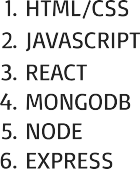 1. HTML/CSS
2. JAVASCRIPT
3. REACT
4. MONGODB
5. NODE
6. EXPRESS